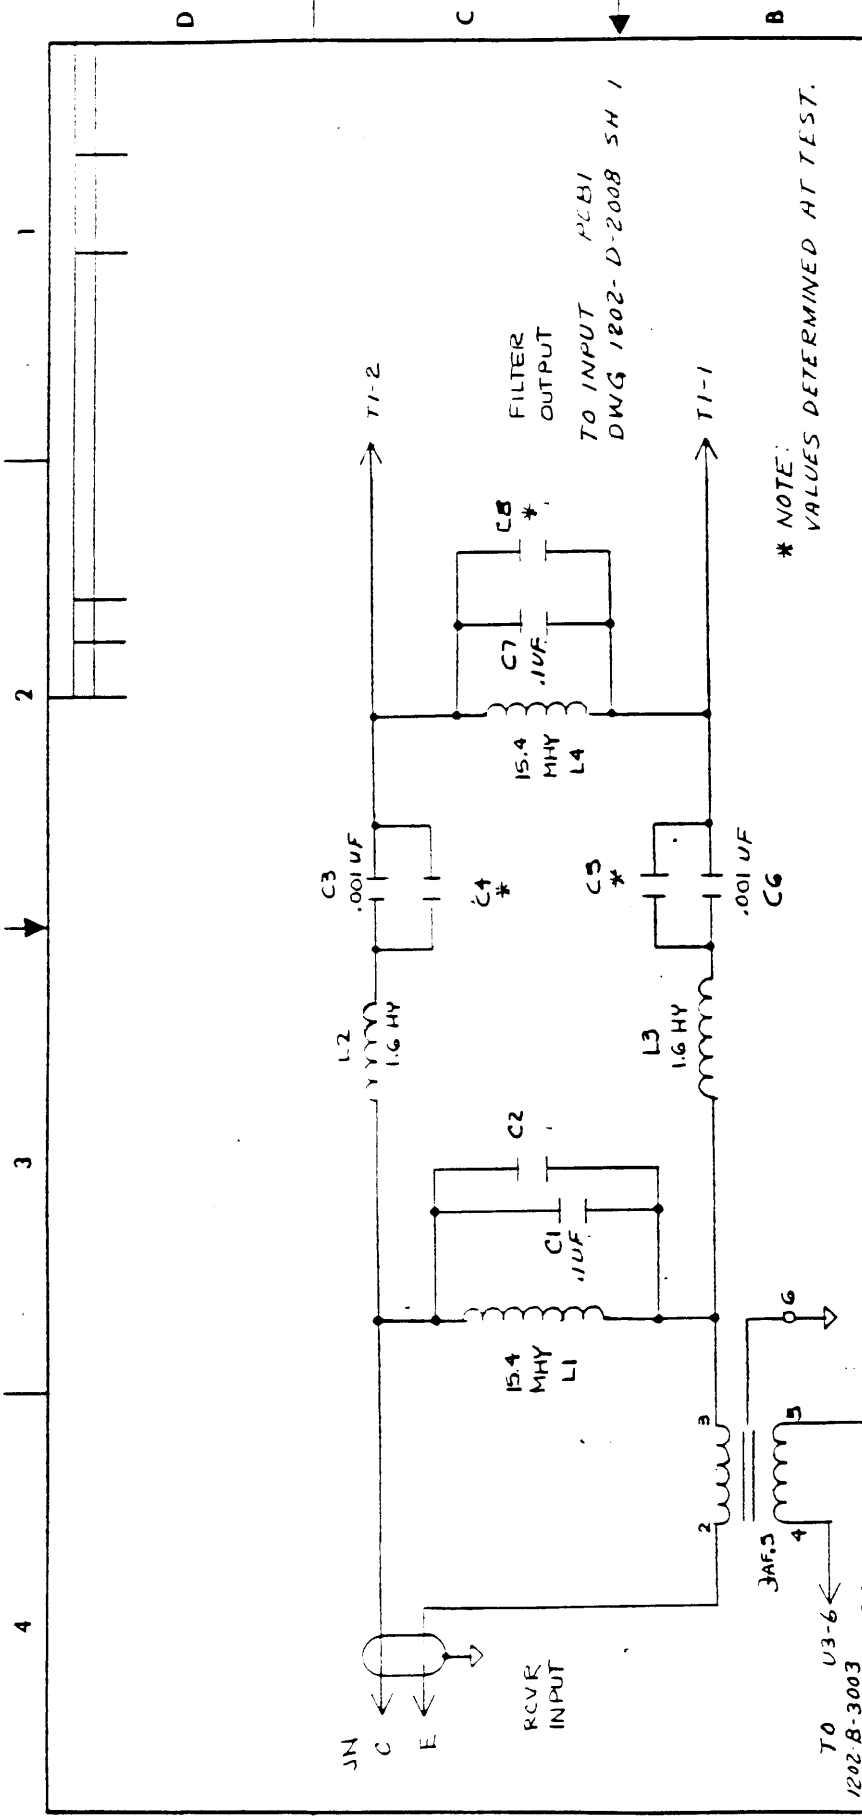 4
3
2
1
D
C
B
JN
C
E
RCVR
INPUT
L2
1.6 HY
C3
.001 UF
C4
*
T1-2
15.4
MHY
L1
C1
.1UF
C2
15.4
MHY
L4
C7
.1UF
C8
*
FILTER
OUTPUT
TO INPUT PCB1
DWG 1202-D-2008 SH 1
L3
1.6 HY
C5
*
.001 UF
C6
T1-1
2
3
4
5
6
TO U3-6
1202-B-3003
* NOTE:
VALUES DETERMINED AT TEST.